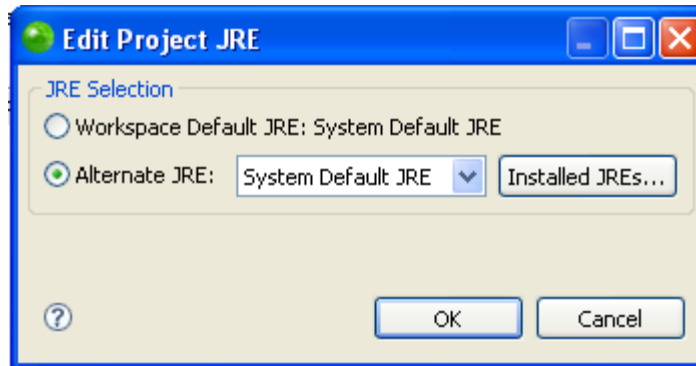 Edit Project JRE
JRE Selection
Workspace Default JRE: System Default JRE
Alternate JRE: System Default JRE Installed JREs...
? OK Cancel